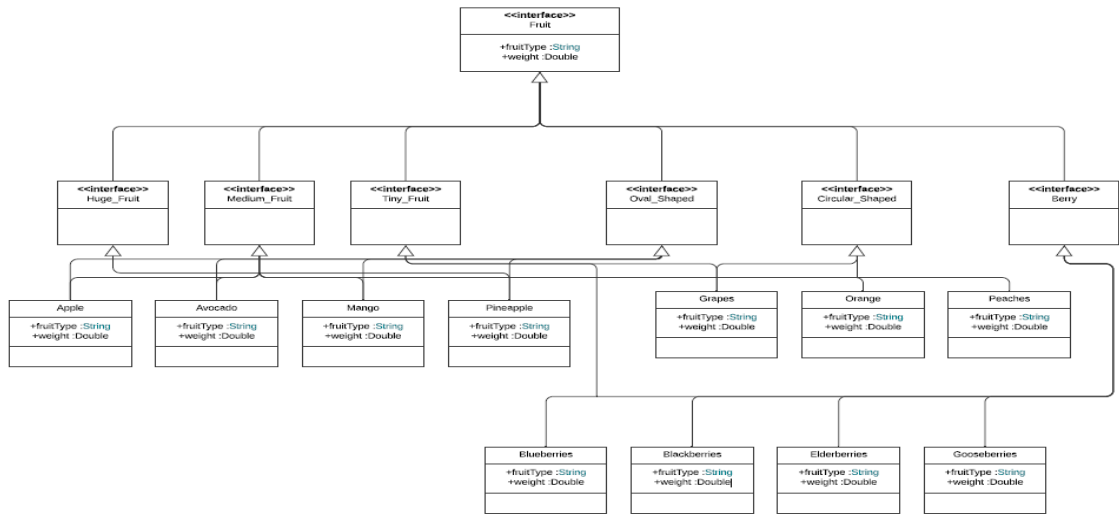 <<interface>>
Fruit
+fruitType :String
+weight :Double
<<interface>>
Huge_Fruit
<<interface>>
Medium_Fruit
<<interface>>
Tiny_Fruit
<<interface>>
Oval_Shaped
<<interface>>
Circular_Shaped
<<interface>>
Berry
Apple
+fruitType :String
+weight :Double
Avocado
+fruitType :String
+weight :Double
Mango
+fruitType :String
+weight :Double
Pineapple
+fruitType :String
+weight :Double
Grapes
+fruitType :String
+weight :Double
Orange
+fruitType :String
+weight :Double
Peaches
+fruitType :String
+weight :Double
Blueberries
+fruitType :String
+weight :Double
Blackberries
+fruitType :String
+weight :Double
Elderberries
+fruitType :String
+weight :Double
Gooseberries
+fruitType :String
+weight :Double